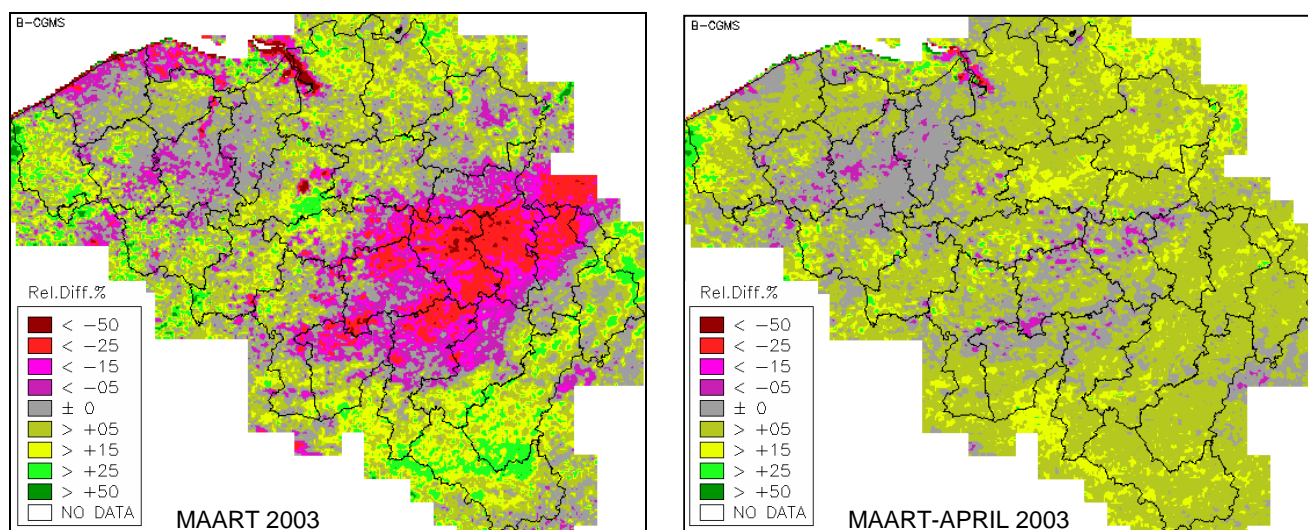 B-CGMS
Rel.Diff.%
< -50
< -25
< -15
< -05
± 0
> +05
> +15
> +25
> +50
NO DATA
MAART 2003
B-CGMS
Rel.Diff.%
< -50
< -25
< -15
< -05
± 0
> +05
> +15
> +25
> +50
NO DATA
MAART-APRIL 2003